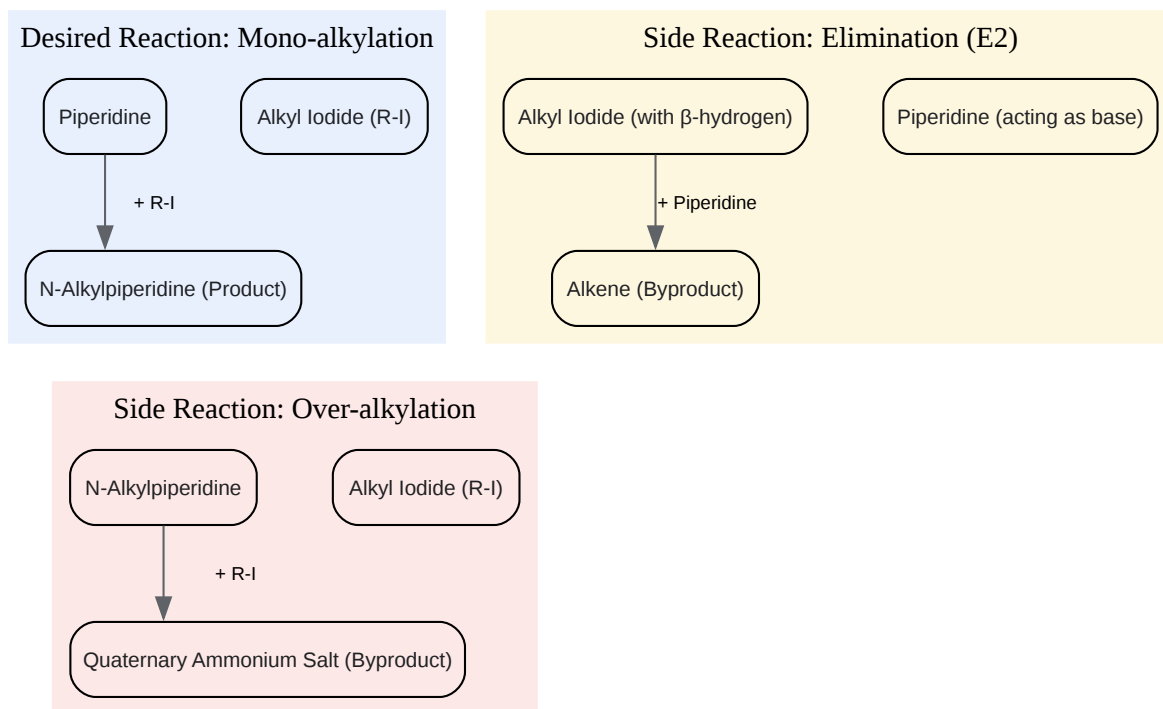 Desired Reaction: Mono-alkylation
Piperidine
Alkyl Iodide (R-I)
+ R-I
N-Alkylpiperidine (Product)
Side Reaction: Elimination (E2)
Alkyl Iodide (with β-hydrogen)
Piperidine (acting as base)
+ Piperidine
Alkene (Byproduct)
Side Reaction: Over-alkylation
N-Alkylpiperidine
Alkyl Iodide (R-I)
+ R-I
Quaternary Ammonium Salt (Byproduct)